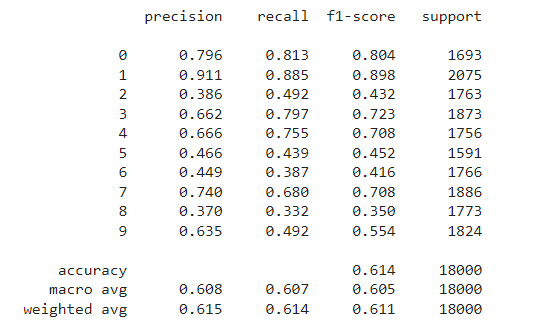 precision recall f1-score support
0 0.796 0.813 0.804 1693
1 0.911 0.885 0.898 2075
2 0.386 0.492 0.432 1763
3 0.662 0.797 0.723 1873
4 0.666 0.755 0.708 1756
5 0.466 0.439 0.452 1591
6 0.449 0.387 0.416 1766
7 0.740 0.680 0.708 1886
8 0.370 0.332 0.350 1773
9 0.635 0.492 0.554 1824
accuracy 0.614 18000
macro avg 0.608 0.607 0.605 18000
weighted avg 0.615 0.614 0.611 18000